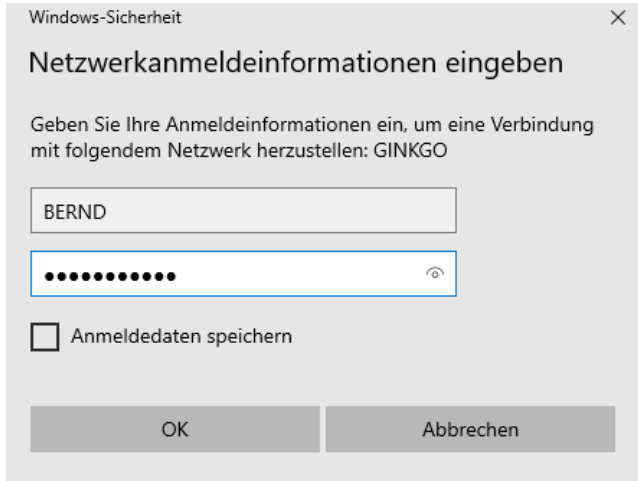 Windows-Sicherheit
Netzwerkanmeldeinformationen eingeben
Geben Sie Ihre Anmeldeinformationen ein, um eine Verbindung
mit folgendem Netzwerk herzustellen: GINKGO
BERND
●●●●●●●●●●●
Anmeldedaten speichern
OK
Abbrechen